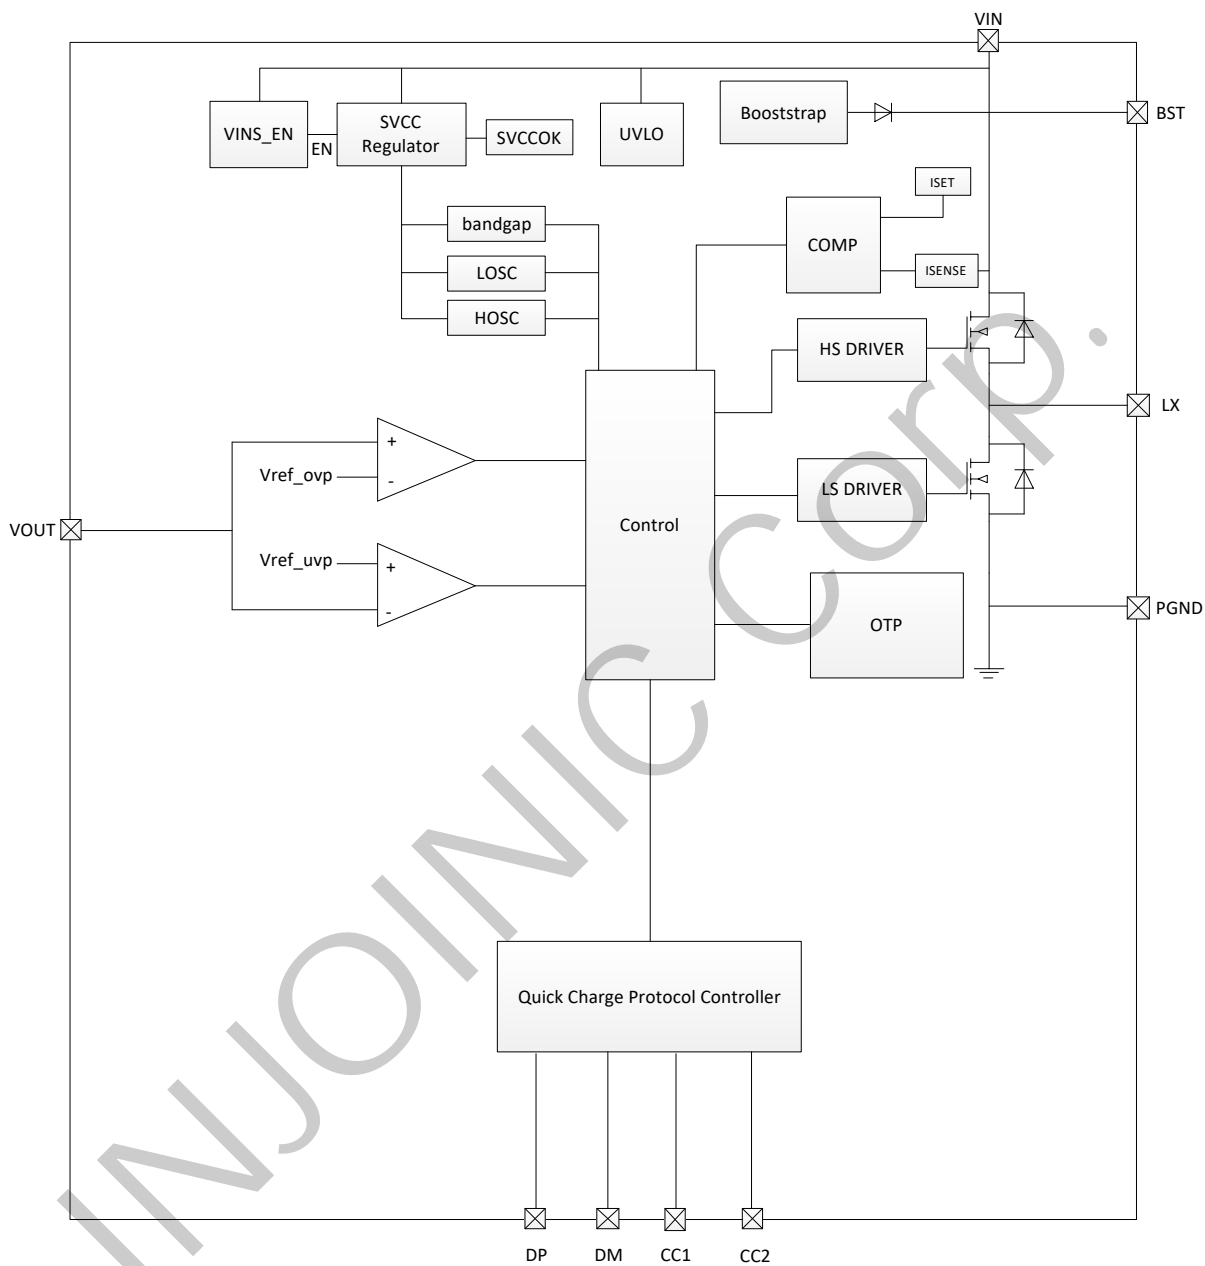 VIN
VINS_EN
EN
SVCC
Regulator
SVCCOK
UVLO
Booststrap
BST
ISET
bandgap
COMP
LOSC
ISENSE
HOSC
HS DRIVER
LX
+
Vref_ovp
-
LS DRIVER
Control
VOUT
Vref_uvp
+
-
OTP
PGND
Quick Charge Protocol Controller
DP
DM
CC1
CC2
INJOINIC Corp.